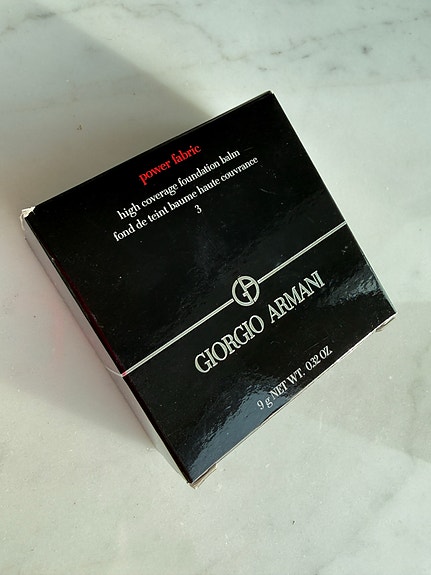 power fabric
high coverage foundation balm
fond de teint baume haute couvrance
3
GIORGIO ARMANI
9 g NET WT. 0.32 OZ